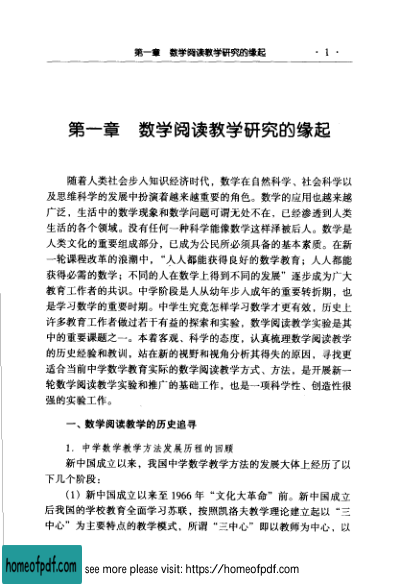 第一章 数学阅读教学研究的缘起 · 1 ·
第一章 数学阅读教学研究的缘起
随着人类社会步入知识经济时代，数学在自然科学、社会科学以
及思维科学的发展中扮演着越来越重要的角色。数学的应用也越来越
广泛，生活中的数学现象和数学问题可谓无处不在，已经渗透到人类
生活的各个领域。没有任何一种科学能像数学这样泽被后人。数学是
人类文化的重要组成部分，已成为公民所必须具备的基本素质。在新
一轮课程改革的浪潮中，“人人都能获得良好的数学教育；人人都能
获得必需的数学；不同的人在数学上得到不同的发展”逐步成为广大
教育工作者的共识。中学阶段是人从幼年步入成年的重要转折期，也
是学习数学的重要时期。中学生究竟怎样学习数学才更有效，历史上
许多教育工作者做过若干有益的探索和实验，数学阅读教学实验是其
中的重要课题之一。本着客观、科学的态度，认真梳理数学阅读教学
的历史经验和教训，站在新的视野和视角分析其得失的原因，寻找更
适合当前中学数学教育实际的数学阅读教学方式、方法，是开展新一
轮数学阅读教学实验和推广的基础工作，也是一项科学性、创造性很
强的实验工作。
一、数学阅读教学的历史追寻
1. 中学数学教学方法发展历程的回顾
新中国成立以来，我国中学数学教学方法的发展大体上经历了以
下几个阶段：
（1）新中国成立以来至1966年“文化大革命”前。新中国成立
后我国的学校教育全面学习苏联，按照凯洛夫教学理论建立起以“三
中心”为主要特点的教学模式，所谓“三中心”即以教师为中心，以
homeofpdf.com
see more please visit: https://homeofpdf.com